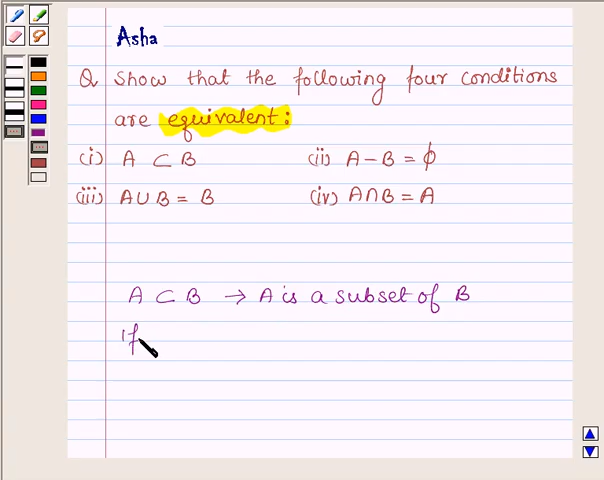 Asha
Q Show that the following four conditions
are equivalent:
(i) A ⊂ B (ii) A - B = ϕ
(iii) A ∪ B = B (iv) A ∩ B = A
A ⊂ B → A is a subset of B
if